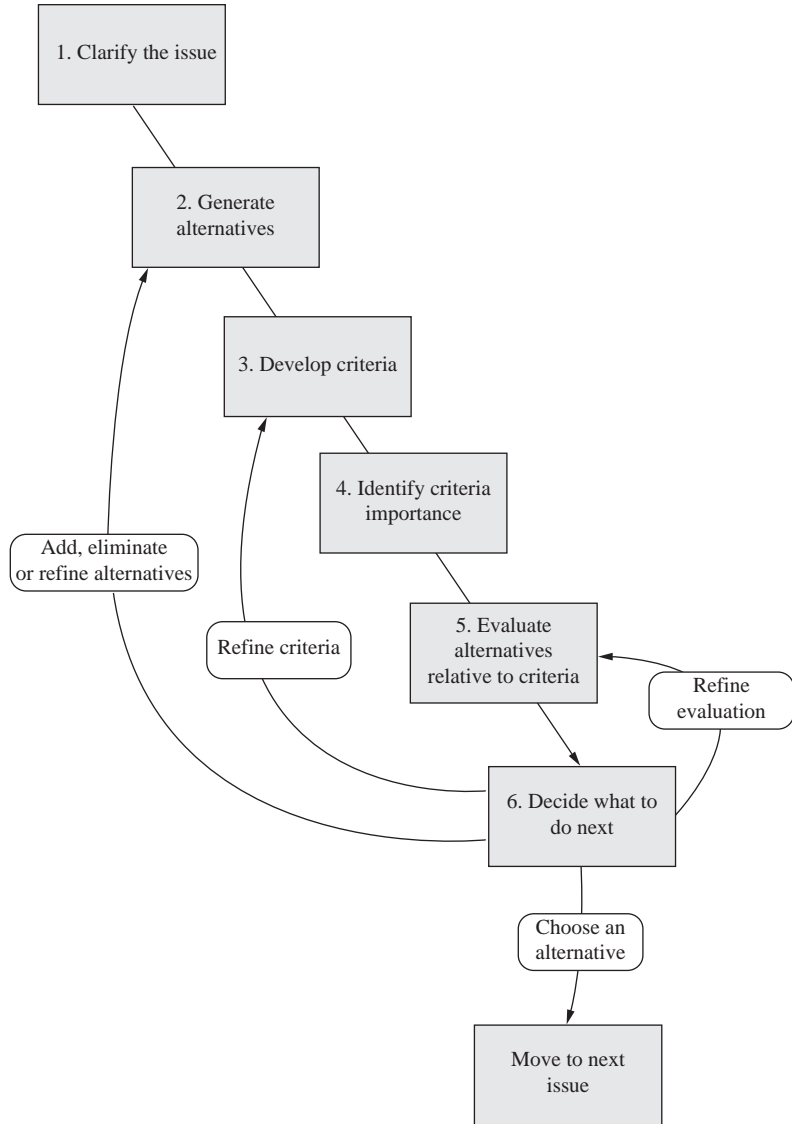 1. Clarify the issue
2. Generate
alternatives
3. Develop criteria
4. Identify criteria
importance
Add, eliminate
or refine alternatives
Refine criteria
5. Evaluate
alternatives
relative to criteria
Refine
evaluation
6. Decide what to
do next
Choose an
alternative
Move to next
issue